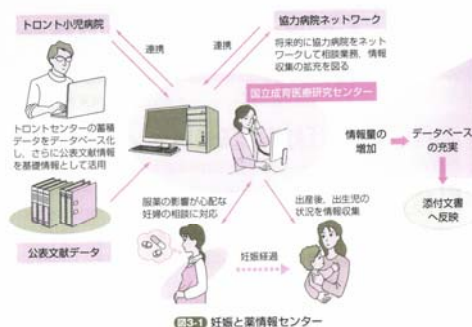 トロント小児病院
協力病院ネットワーク
連携
連携
将来的に協力病院をネット
ワークして相談業務、情報
収集の拡充を図る
国立成育医療研究センター
トロントセンターの蓄積
データをデータベース化
し、さらに公表文献情報
を基礎情報として活用
情報量の
増加
データベース
の充実
添付文書
へ反映
公表文献データ
服薬の影響が心配な
妊婦の相談に対応
出産後、出生児の
状況を情報収集
妊娠経過
図3-1 妊娠と薬情報センター